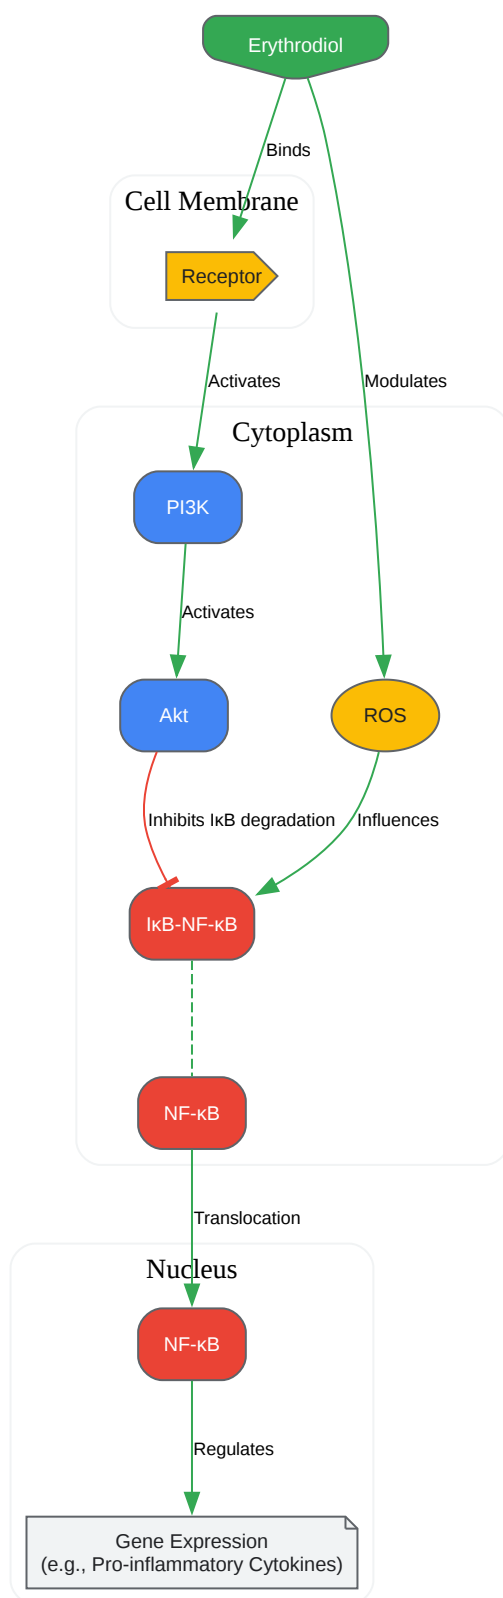 Erythrodiol
Binds
Cell Membrane
Receptor
Activates
Modulates
Cytoplasm
PI3K
Activates
Akt
ROS
Inhibits IκB degradation
Influences
IκB-NF-κB
NF-κB
Translocation
Nucleus
NF-κB
Regulates
Gene Expression
(e.g., Pro-inflammatory Cytokines)